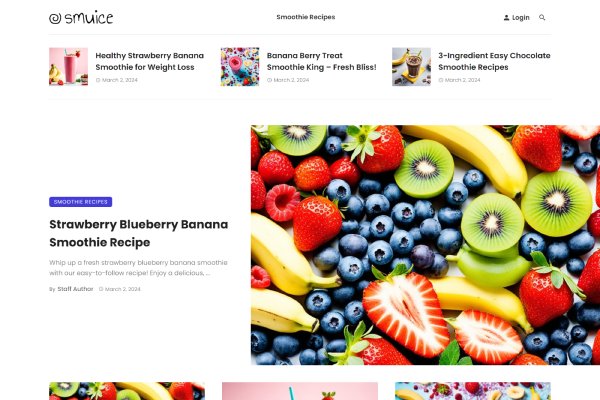 smuice
Smoothie Recipes
Login
Healthy Strawberry Banana
Smoothie for Weight Loss
March 2, 2024
Banana Berry Treat
Smoothie King – Fresh Bliss!
March 2, 2024
3-Ingredient Easy Chocolate
Smoothie Recipes
March 2, 2024
SMOOTHIE RECIPES
Strawberry Blueberry Banana
Smoothie Recipe
Whip up a fresh strawberry blueberry banana smoothie
with our easy-to-follow recipe! Enjoy a delicious, ...
By Staff Author March 2, 2024